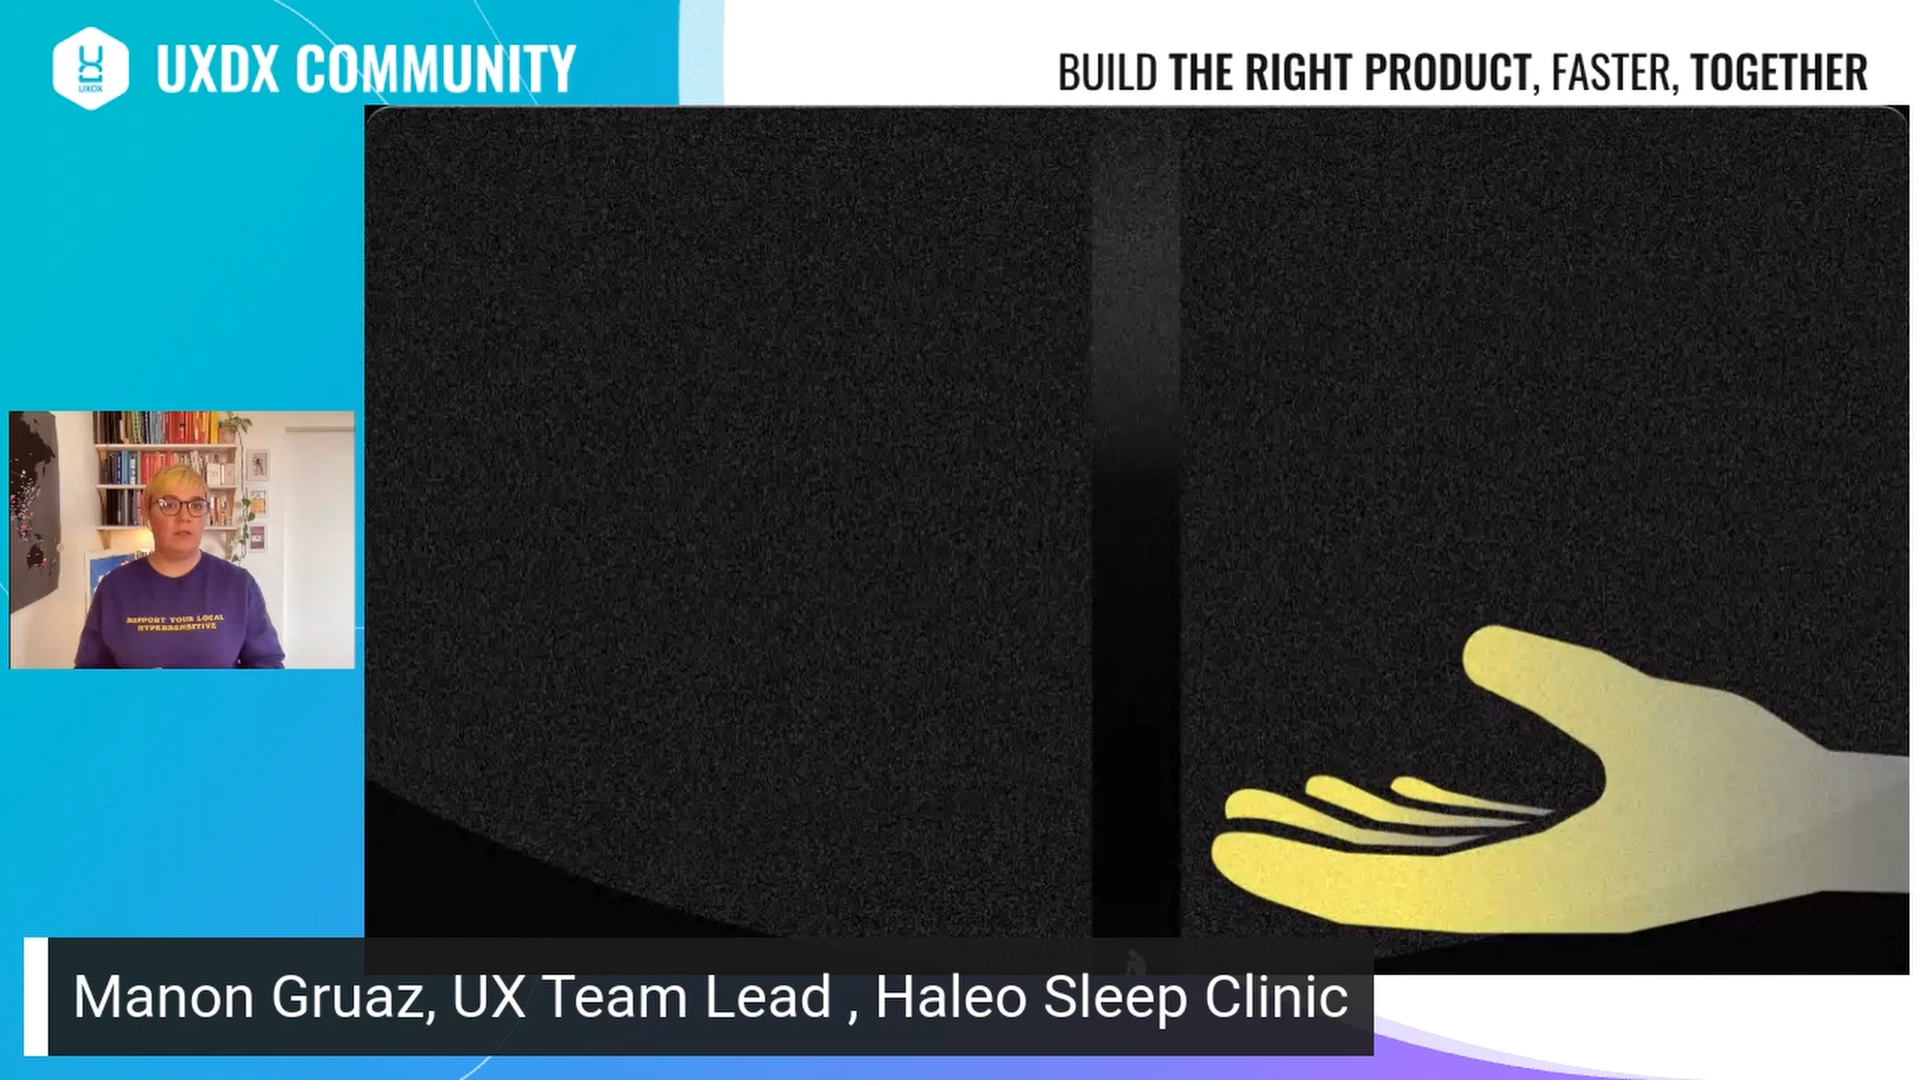 UXDX
UXDX COMMUNITY
BUILD THE RIGHT PRODUCT, FASTER, TOGETHER
SUPPORT YOUR LOCAL
HYPERSENSITIVE
Manon Gruaz, UX Team Lead , Haleo Sleep Clinic